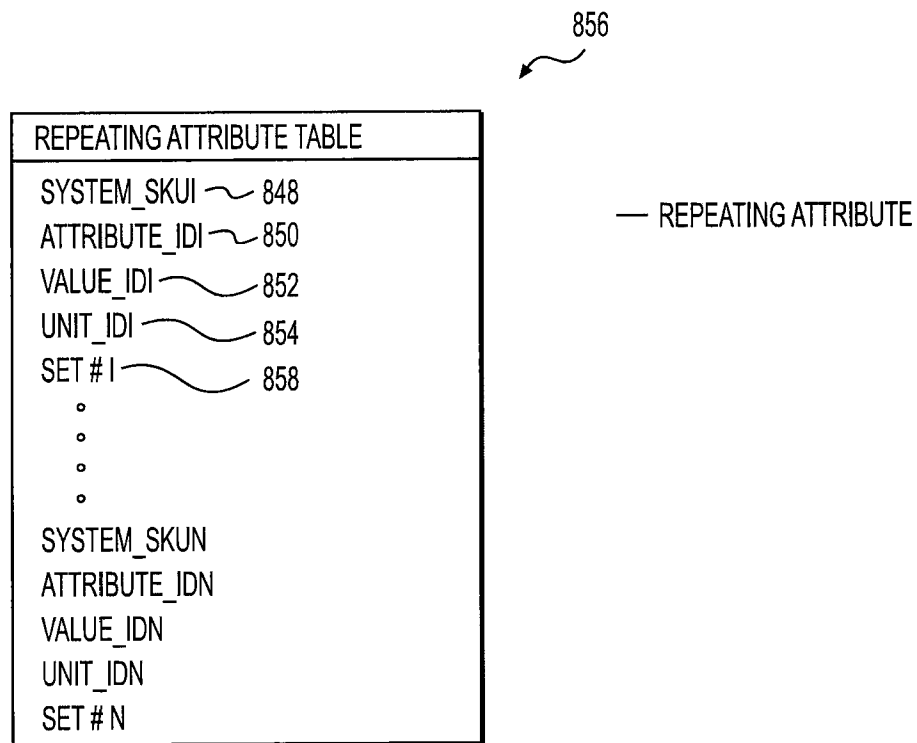 856
REPEATING ATTRIBUTE TABLE
SYSTEM_SKUI 848
ATTRIBUTE_IDI 850
VALUE_IDI 852
UNIT_IDI 854
SET # I 858
SYSTEM_SKUN
ATTRIBUTE_IDN
VALUE_IDN
UNIT_IDN
SET # N
— REPEATING ATTRIBUTE